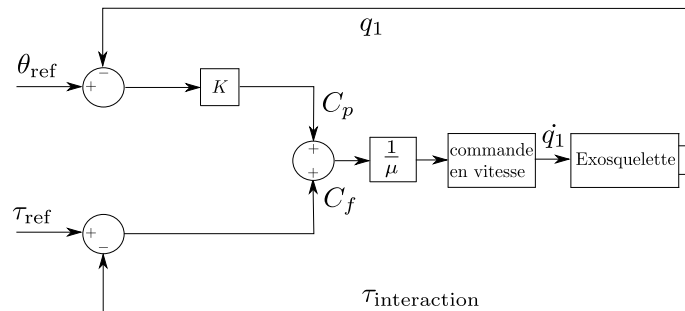 q₁
θ_ref
−
+
K
C_p
+
+
1/μ
commande
en vitesse
q̇₁
Exosquelette
C_f
τ_ref
+
−
τ_interaction